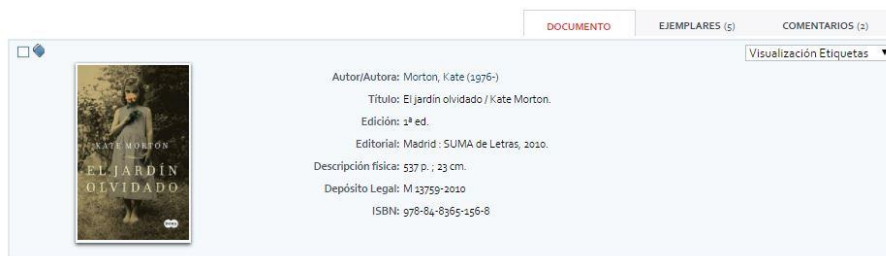 DOCUMENTO
EJEMPLARES (5)
COMENTARIOS (2)
Visualización Etiquetas
KATE MORTON
EL JARDÍN
OLVIDADO
Autor/Autora: Morton, Kate (1976-)
Título: El jardín olvidado / Kate Morton.
Edición: 1ª ed.
Editorial: Madrid : SUMA de Letras, 2010.
Descripción física: 537 p. ; 23 cm.
Depósito Legal: M 13759-2010
ISBN: 978-84-8365-156-8